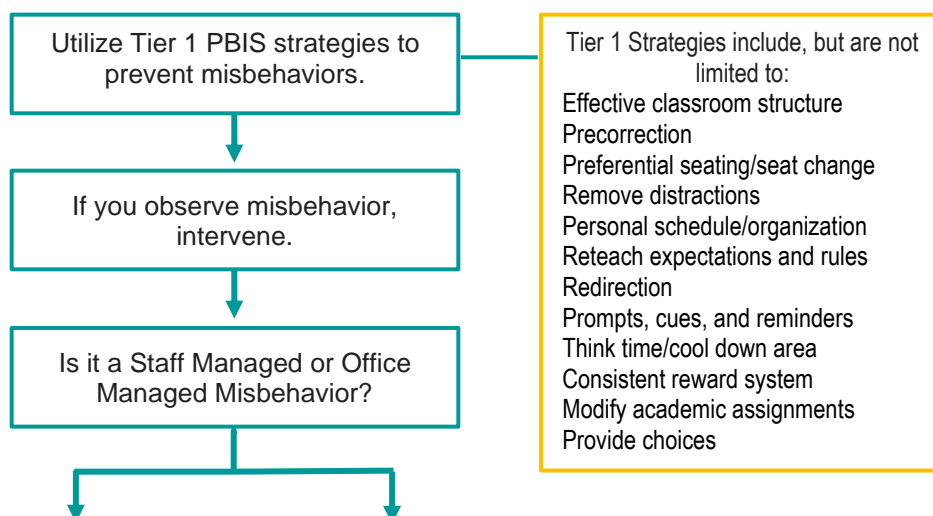 Utilize Tier 1 PBIS strategies to
prevent misbehaviors.
If you observe misbehavior,
intervene.
Is it a Staff Managed or Office
Managed Misbehavior?
Tier 1 Strategies include, but are not
limited to:
Effective classroom structure
Precorrection
Preferential seating/seat change
Remove distractions
Personal schedule/organization
Reteach expectations and rules
Redirection
Prompts, cues, and reminders
Think time/cool down area
Consistent reward system
Modify academic assignments
Provide choices